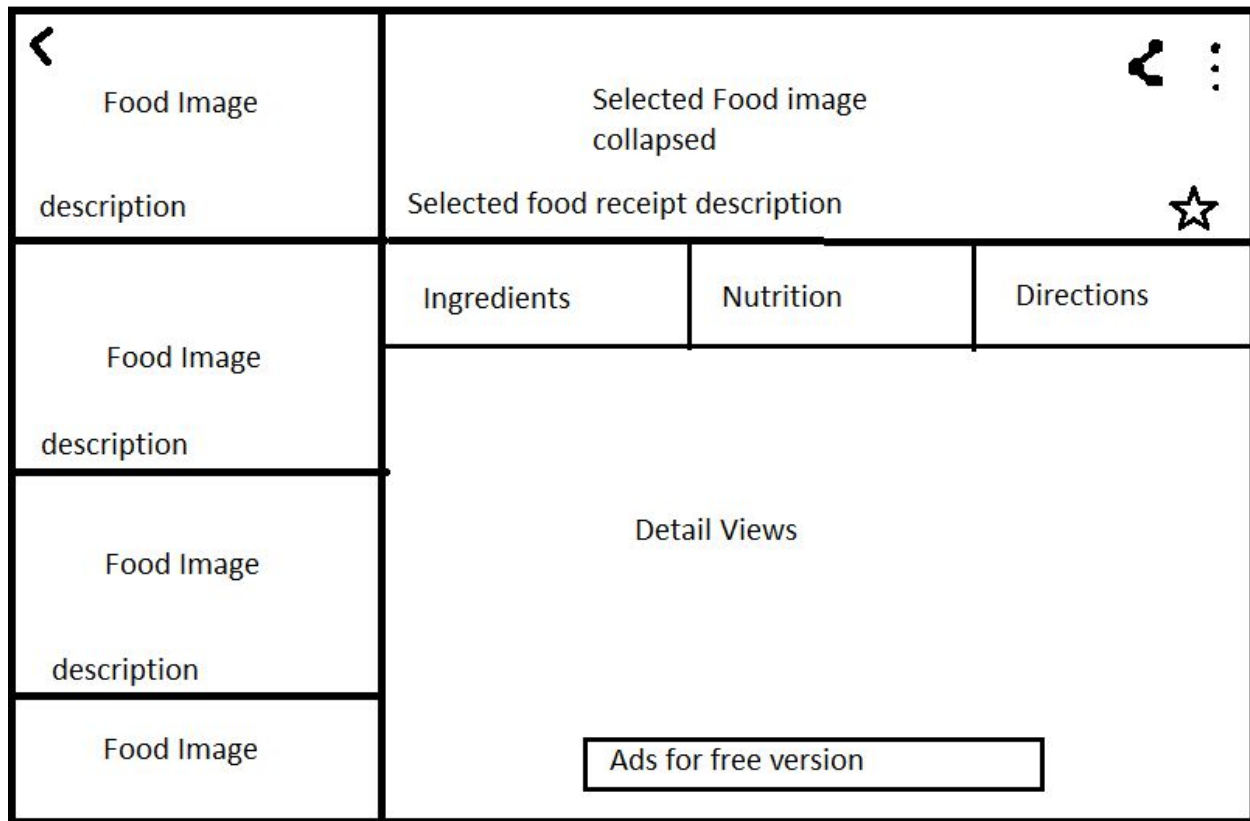 Food Image
description
Food Image
description
Food Image
description
Food Image
Selected Food image
collapsed
Selected food receipt description
Ingredients
Nutrition
Directions
Detail Views
Ads for free version